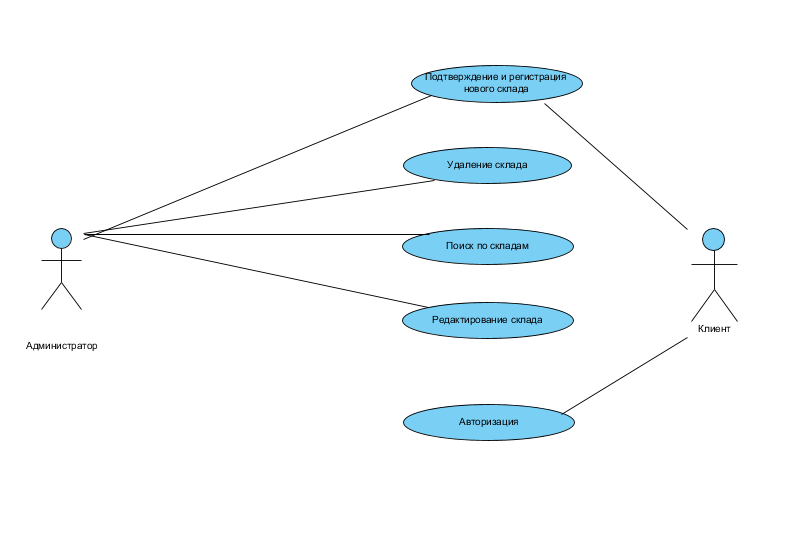 Подтверждение и регистрация
нового склада
Удаление склада
Поиск по складам
Редактирование склада
Авторизация
Администратор
Клиент